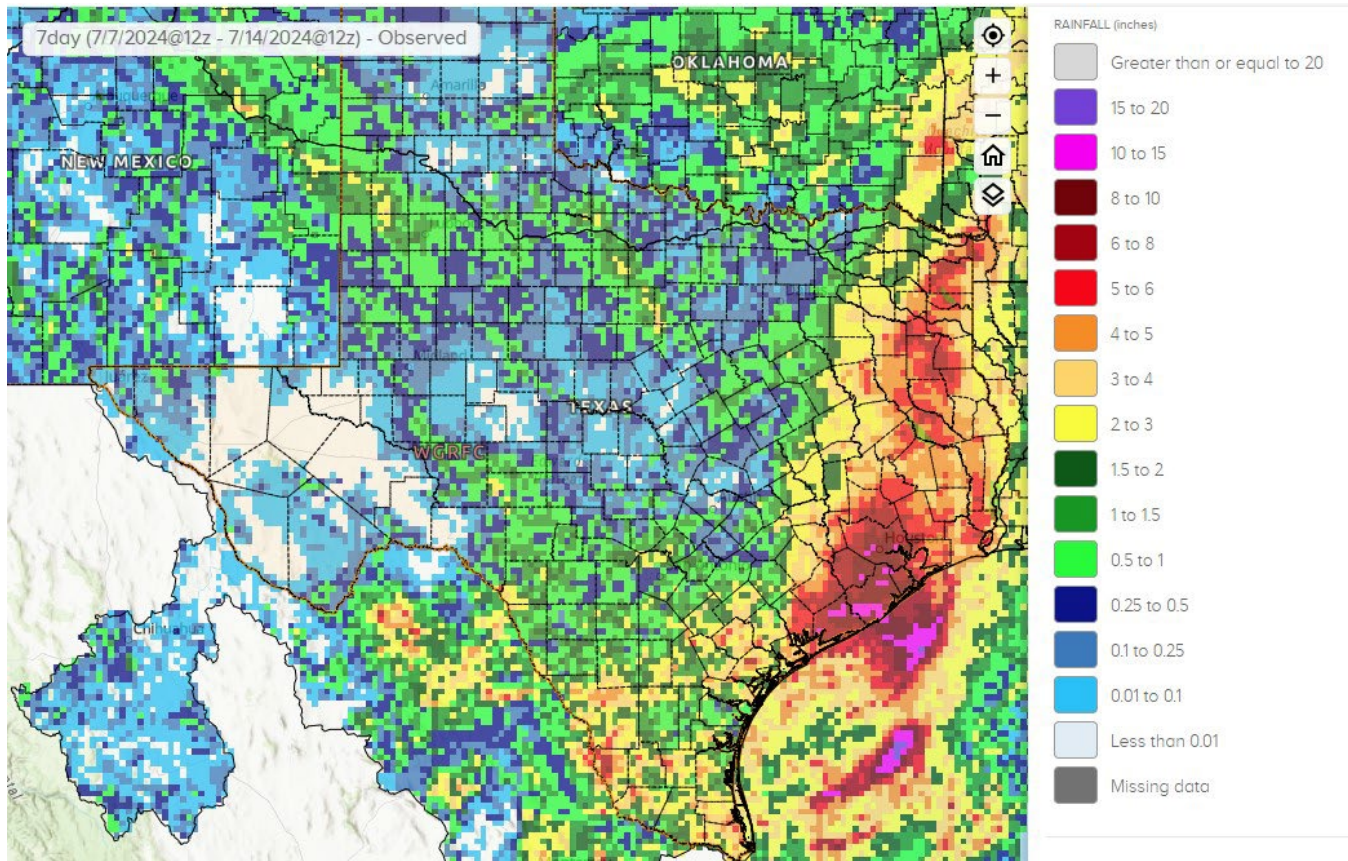 7day (7/7/2024@12z - 7/14/2024@12z) - Observed
OKLAHOMA
Amarillo
Albuquerque
NEW MEXICO
Midland
TEXAS
WGRFC
Houston
Chihuahua
RAINFALL (inches)
Greater than or equal to 20
15 to 20
10 to 15
8 to 10
6 to 8
5 to 6
4 to 5
3 to 4
2 to 3
1.5 to 2
1 to 1.5
0.5 to 1
0.25 to 0.5
0.1 to 0.25
0.01 to 0.1
Less than 0.01
Missing data